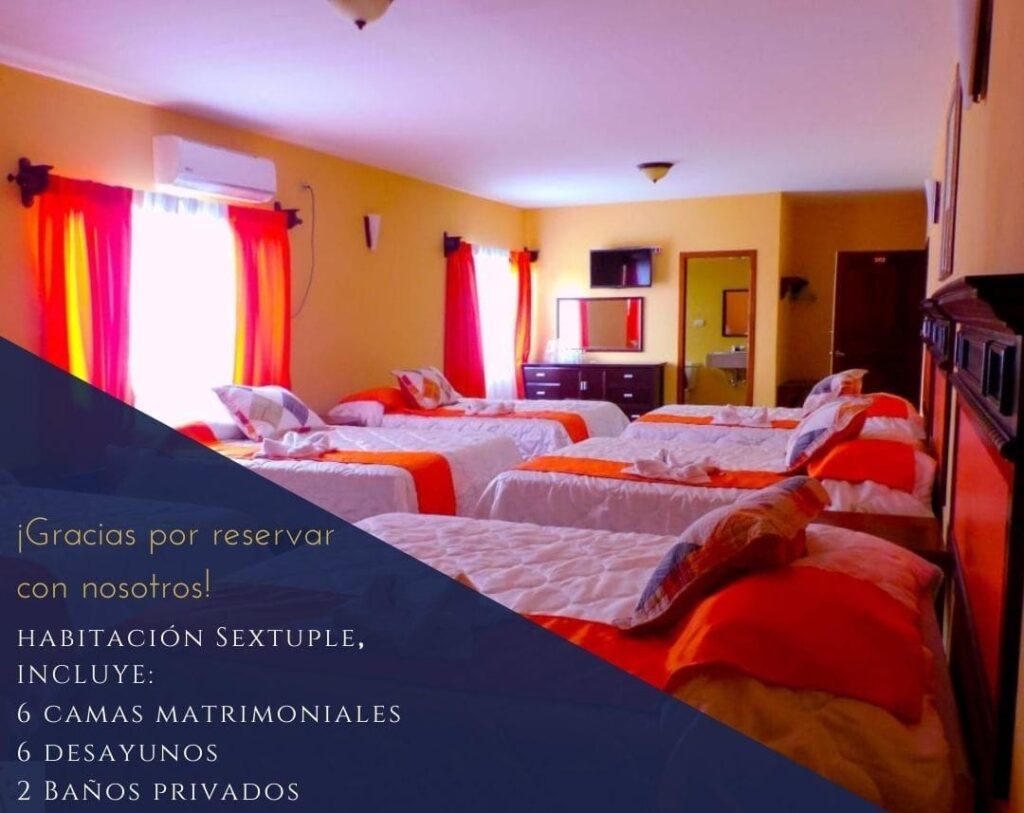 ¡Gracias por reservar
con nosotros!
HABITACIÓN SEXTUPLE,
INCLUYE:
6 CAMAS MATRIMONIALES
6 DESAYUNOS
2 BAÑOS PRIVADOS